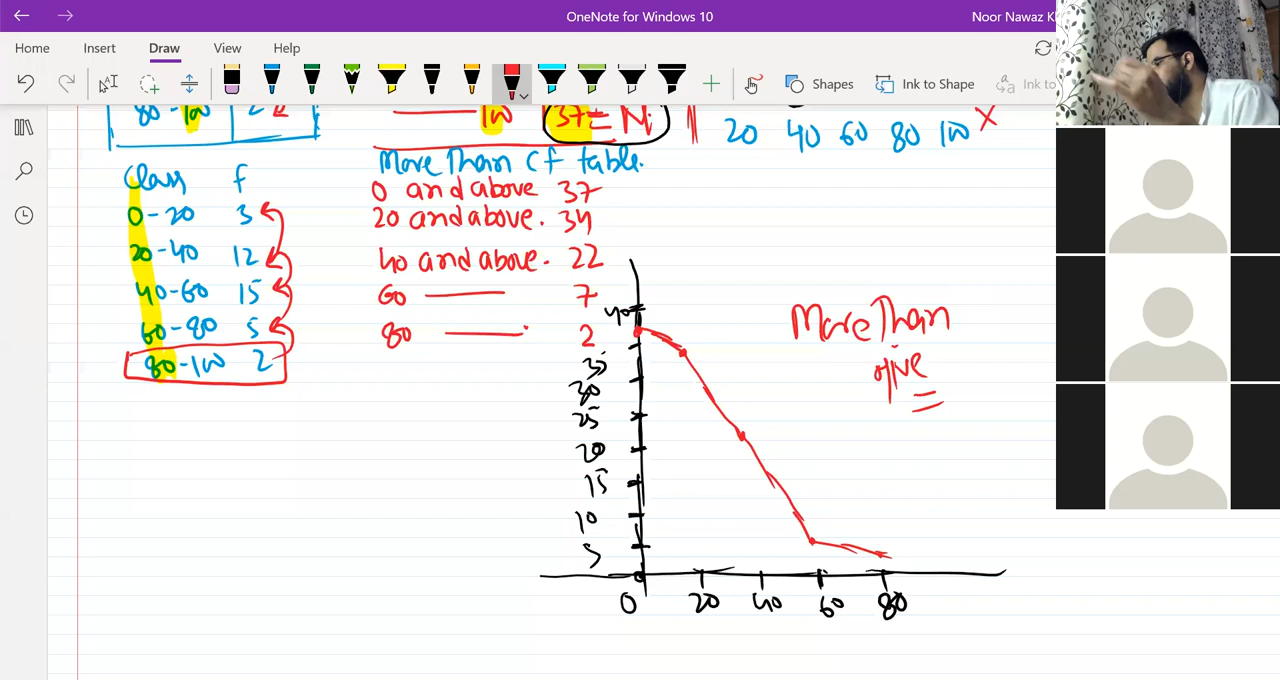 OneNote for Windows 10
Noor Nawaz K
Home Insert Draw View Help
Shapes Ink to Shape Ink to
80-100 2
100 37 = N
20 40 60 80 100 X
More Than Cf table.
Class f
0 and above 37
0-20 3
20 and above. 34
20-40 12
40 and above. 22
40-60 15
60 7
60-80 5
80 2
80-100 2
More Than
ogive
40
35
30
25
20
15
10
5
0 20 40 60 80